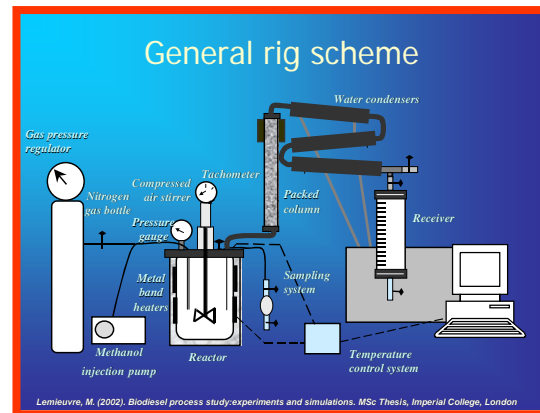 General rig scheme
Water condensers
Gas pressure
regulator
Tachometer
Compressed
air stirrer
Nitrogen
gas bottle
Packed
column
Pressure
gauge
Receiver
Metal
band
heaters
Sampling
system
Methanol
injection pump
Reactor
Temperature
control system
Lemieuvre, M. (2002). Biodiesel process study:experiments and simulations. MSc Thesis, Imperial College, London